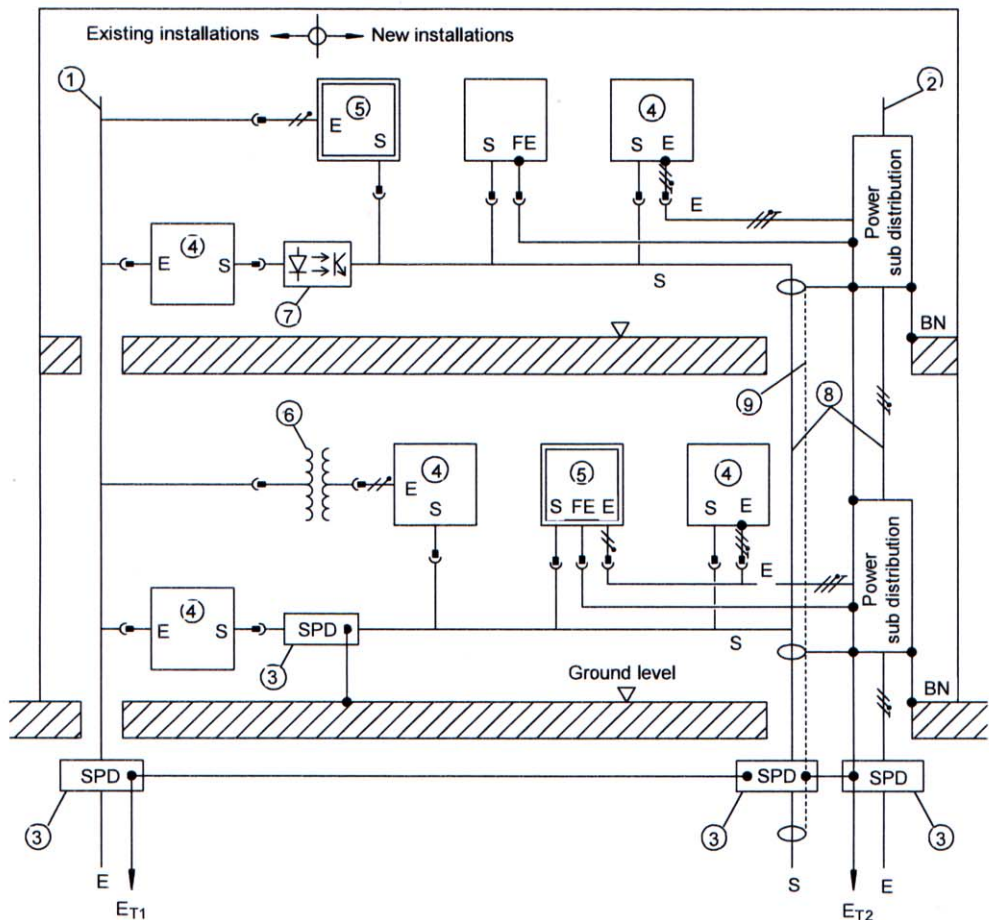 Existing installations
New installations
1
2
5
E
S
S
FE
4
S
E
E
Power
sub distribution
4
E
S
7
S
BN
9
8
6
4
E
S
5
S
FE
E
4
S
E
E
Power
sub distribution
4
E
S
SPD
3
S
Ground level
BN
SPD
SPD
SPD
3
3
3
E
ET1
S
ET2
E